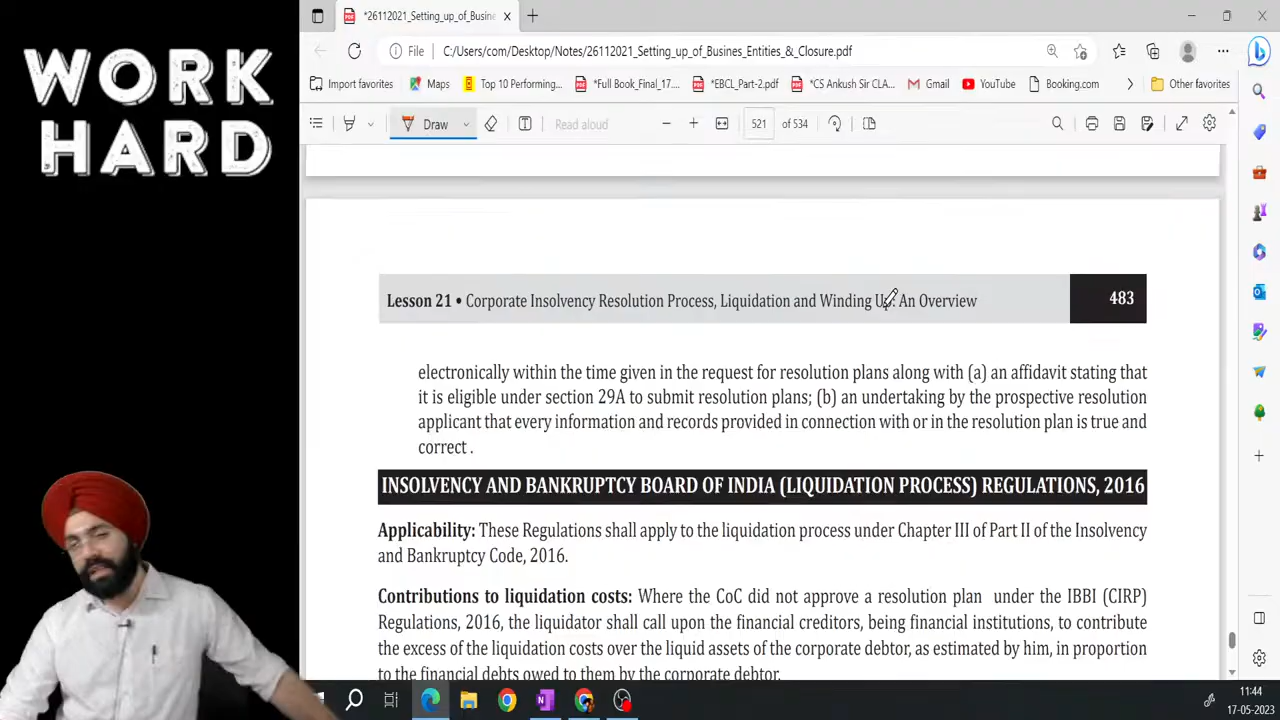 WORK
HARD
*26112021_Setting_up_of_Busine
File
C:/Users/com/Desktop/Notes/26112021_Setting_up_of_Busines_Entities_&_Closure.pdf
Import favorites
Maps
Top 10 Performing...
*Full Book_Final_17....
*EBCL_Part-2.pdf
*CS Ankush Sir CLA...
Gmail
YouTube
Booking.com
Other favorites
Draw
Read aloud
521
of 534
Lesson 21 • Corporate Insolvency Resolution Process, Liquidation and Winding Up: An Overview
483
electronically within the time given in the request for resolution plans along with (a) an affidavit stating that
it is eligible under section 29A to submit resolution plans; (b) an undertaking by the prospective resolution
applicant that every information and records provided in connection with or in the resolution plan is true and
correct .
INSOLVENCY AND BANKRUPTCY BOARD OF INDIA (LIQUIDATION PROCESS) REGULATIONS, 2016
Applicability: These Regulations shall apply to the liquidation process under Chapter III of Part II of the Insolvency
and Bankruptcy Code, 2016.
Contributions to liquidation costs: Where the CoC did not approve a resolution plan under the IBBI (CIRP)
Regulations, 2016, the liquidator shall call upon the financial creditors, being financial institutions, to contribute
the excess of the liquidation costs over the liquid assets of the corporate debtor, as estimated by him, in proportion
to the financial debts owed to them by the corporate debtor.
11:44
17-05-2023